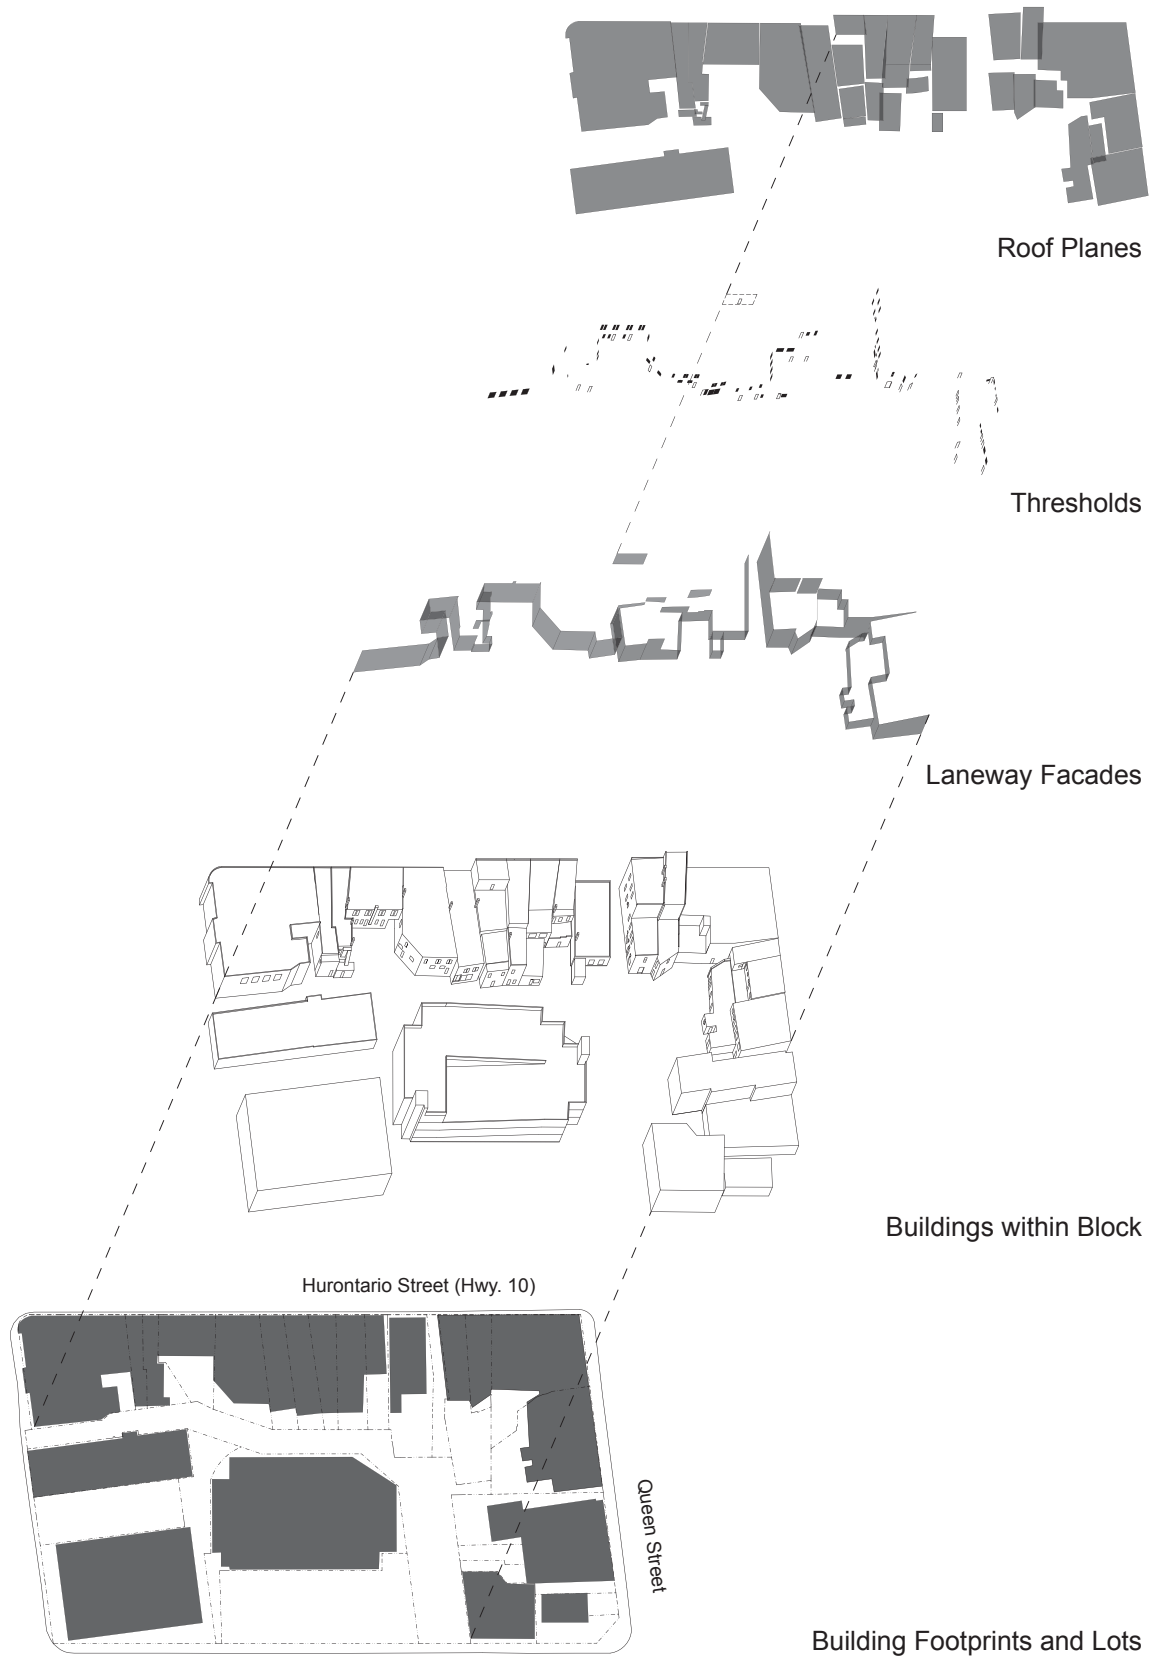 Roof Planes
Thresholds
Laneway Facades
Buildings within Block
Hurontario Street (Hwy. 10)
Queen Street
Building Footprints and Lots